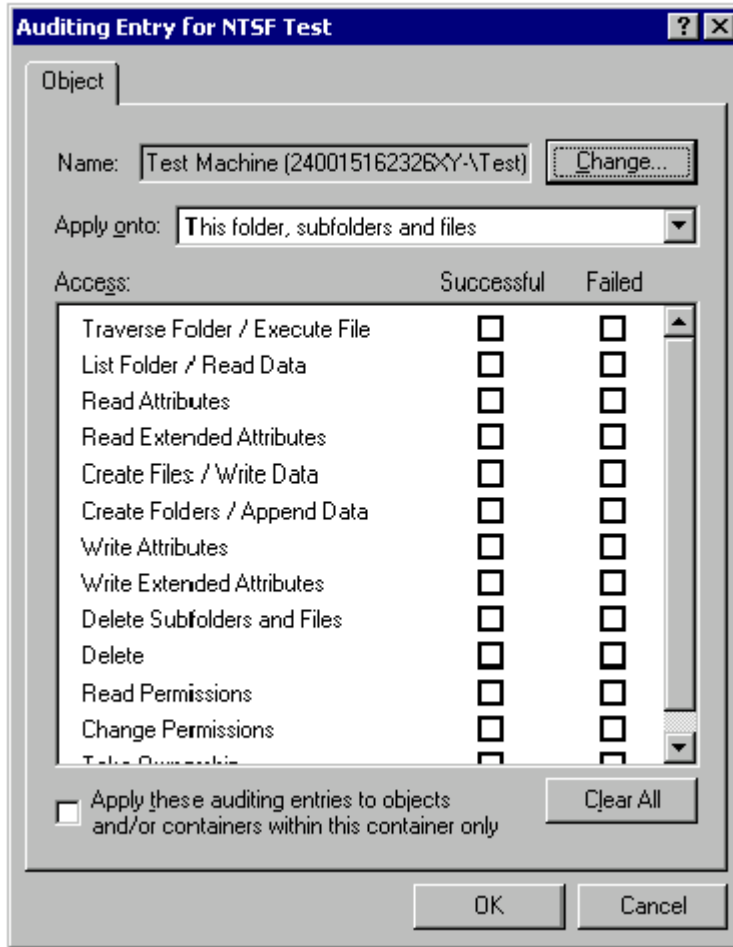 Auditing Entry for NTSF Test
Object
Name: Test Machine (240015162326XY-\Test) Change...
Apply onto: This folder, subfolders and files
Access: Successful Failed
Traverse Folder / Execute File
List Folder / Read Data
Read Attributes
Read Extended Attributes
Create Files / Write Data
Create Folders / Append Data
Write Attributes
Write Extended Attributes
Delete Subfolders and Files
Delete
Read Permissions
Change Permissions
Take Ownership
Apply these auditing entries to objects
and/or containers within this container only
Clear All
OK Cancel